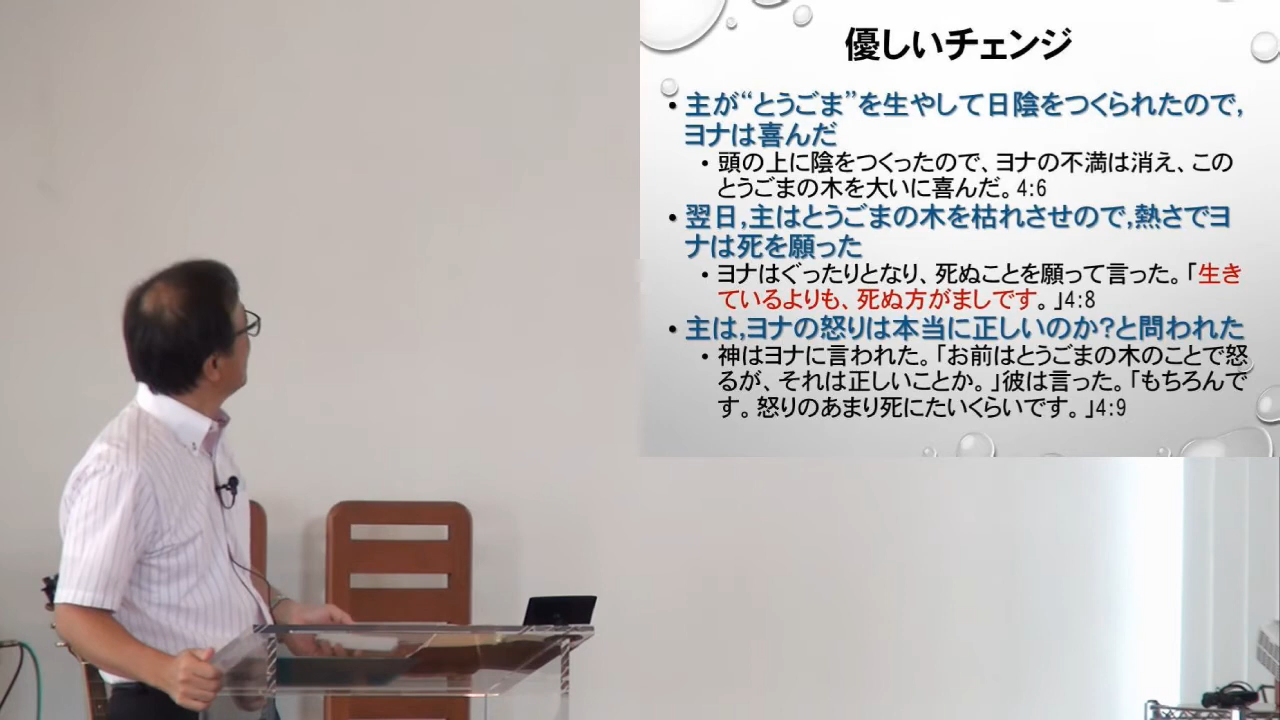 優しいチェンジ
• 主が“とうごま”を生やして日陰をつくられたので,
ヨナは喜んだ
• 頭の上に陰をつくったので、ヨナの不満は消え、この
とうごまの木を大いに喜んだ。4:6
• 翌日,主はとうごまの木を枯れさせので,熱さでヨ
ナは死を願った
• ヨナはぐったりとなり、死ぬことを願って言った。「生き
ているよりも、死ぬ方がましです。」4:8
• 主は,ヨナの怒りは本当に正しいのか?と問われた
• 神はヨナに言われた。「お前はとうごまの木のことで怒
るが、それは正しいことか。」彼は言った。「もちろんで
す。怒りのあまり死にたいくらいです。」4:9